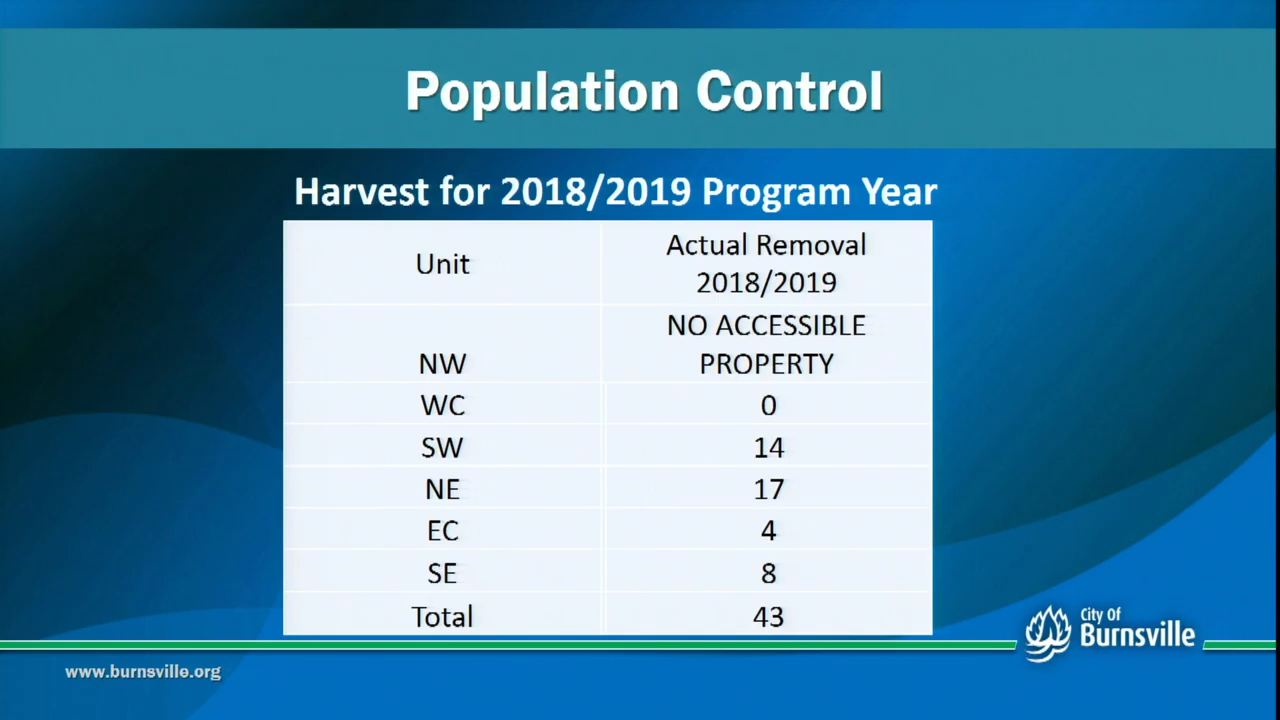 Population Control
Harvest for 2018/2019 Program Year
Unit
Actual Removal
2018/2019
NW
NO ACCESSIBLE
PROPERTY
WC 0
SW 14
NE 17
EC 4
SE 8
Total 43
City Of
Burnsville
www.burnsville.org